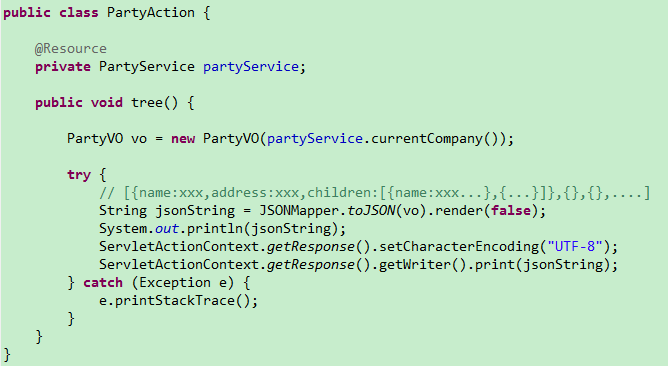 public class PartyAction {
@Resource
private PartyService partyService;
public void tree() {
PartyVO vo = new PartyVO(partyService.currentCompany());
try {
// [{name:xxx,address:xxx,children:[{name:xxx...},{...}]},{},{},....]
String jsonString = JSONMapper.toJSON(vo).render(false);
System.out.println(jsonString);
ServletActionContext.getResponse().setCharacterEncoding("UTF-8");
ServletActionContext.getResponse().getWriter().print(jsonString);
} catch (Exception e) {
e.printStackTrace();
}
}
}